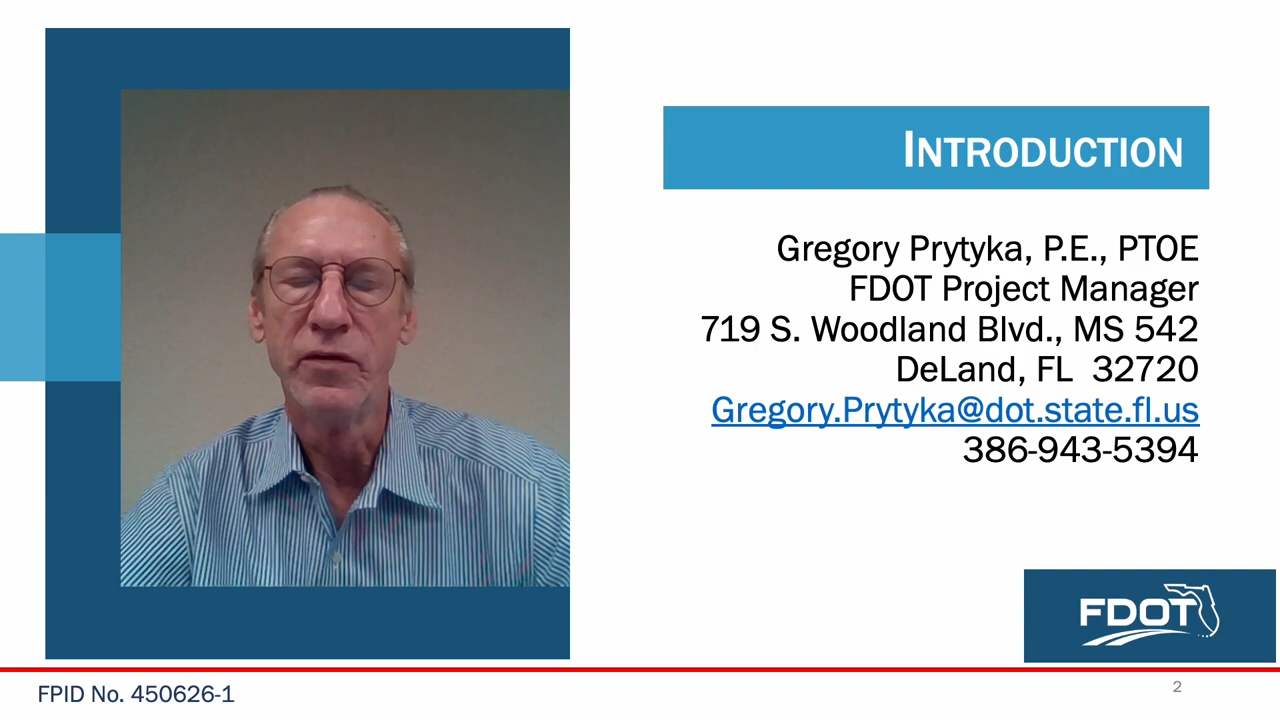 INTRODUCTION
Gregory Prytyka, P.E., PTOE
FDOT Project Manager
719 S. Woodland Blvd., MS 542
DeLand, FL 32720
Gregory.Prytyka@dot.state.fl.us
386-943-5394
FDOT
FPID No. 450626-1
2